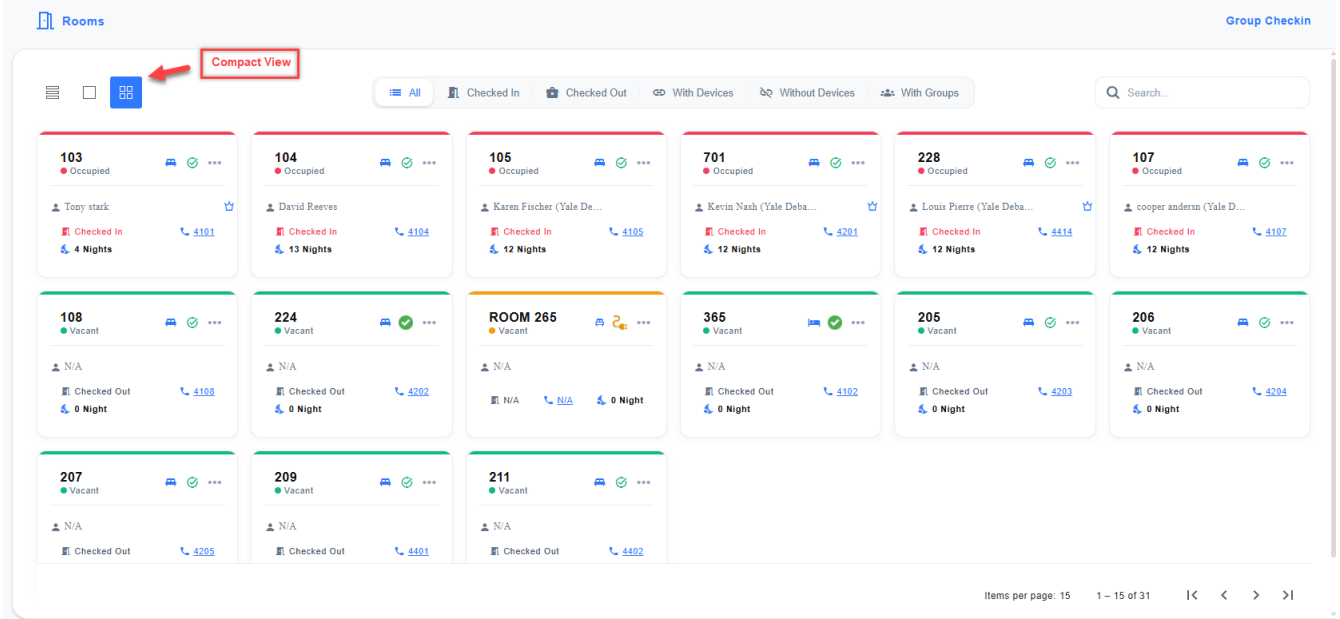 Rooms
Group Checkin
Compact View
All Checked In Checked Out With Devices Without Devices With Groups
Search...
103 104 105 701 228 107
Occupied Occupied Occupied Occupied Occupied Occupied
Tony stark David Reeves Karen Fischer (Yale De... Kevin Nash (Yale Deba... Louis Pierre (Yale Deba... cooper andersn (Yale D...
Checked In 4101 Checked In 4104 Checked In 4105 Checked In 4201 Checked In 4414 Checked In 4107
4 Nights 13 Nights 12 Nights 12 Nights 12 Nights 12 Nights
108 224 ROOM 265 365 205 206
Vacant Vacant Vacant Vacant Vacant Vacant
N/A N/A N/A N/A N/A N/A
Checked Out 4108 Checked Out 4202 N/A N/A 0 Night Checked Out 4102 Checked Out 4203 Checked Out 4204
0 Night 0 Night 0 Night 0 Night 0 Night
207 209 211
Vacant Vacant Vacant
N/A N/A N/A
Checked Out 4205 Checked Out 4401 Checked Out 4402
Items per page: 15 1 – 15 of 31